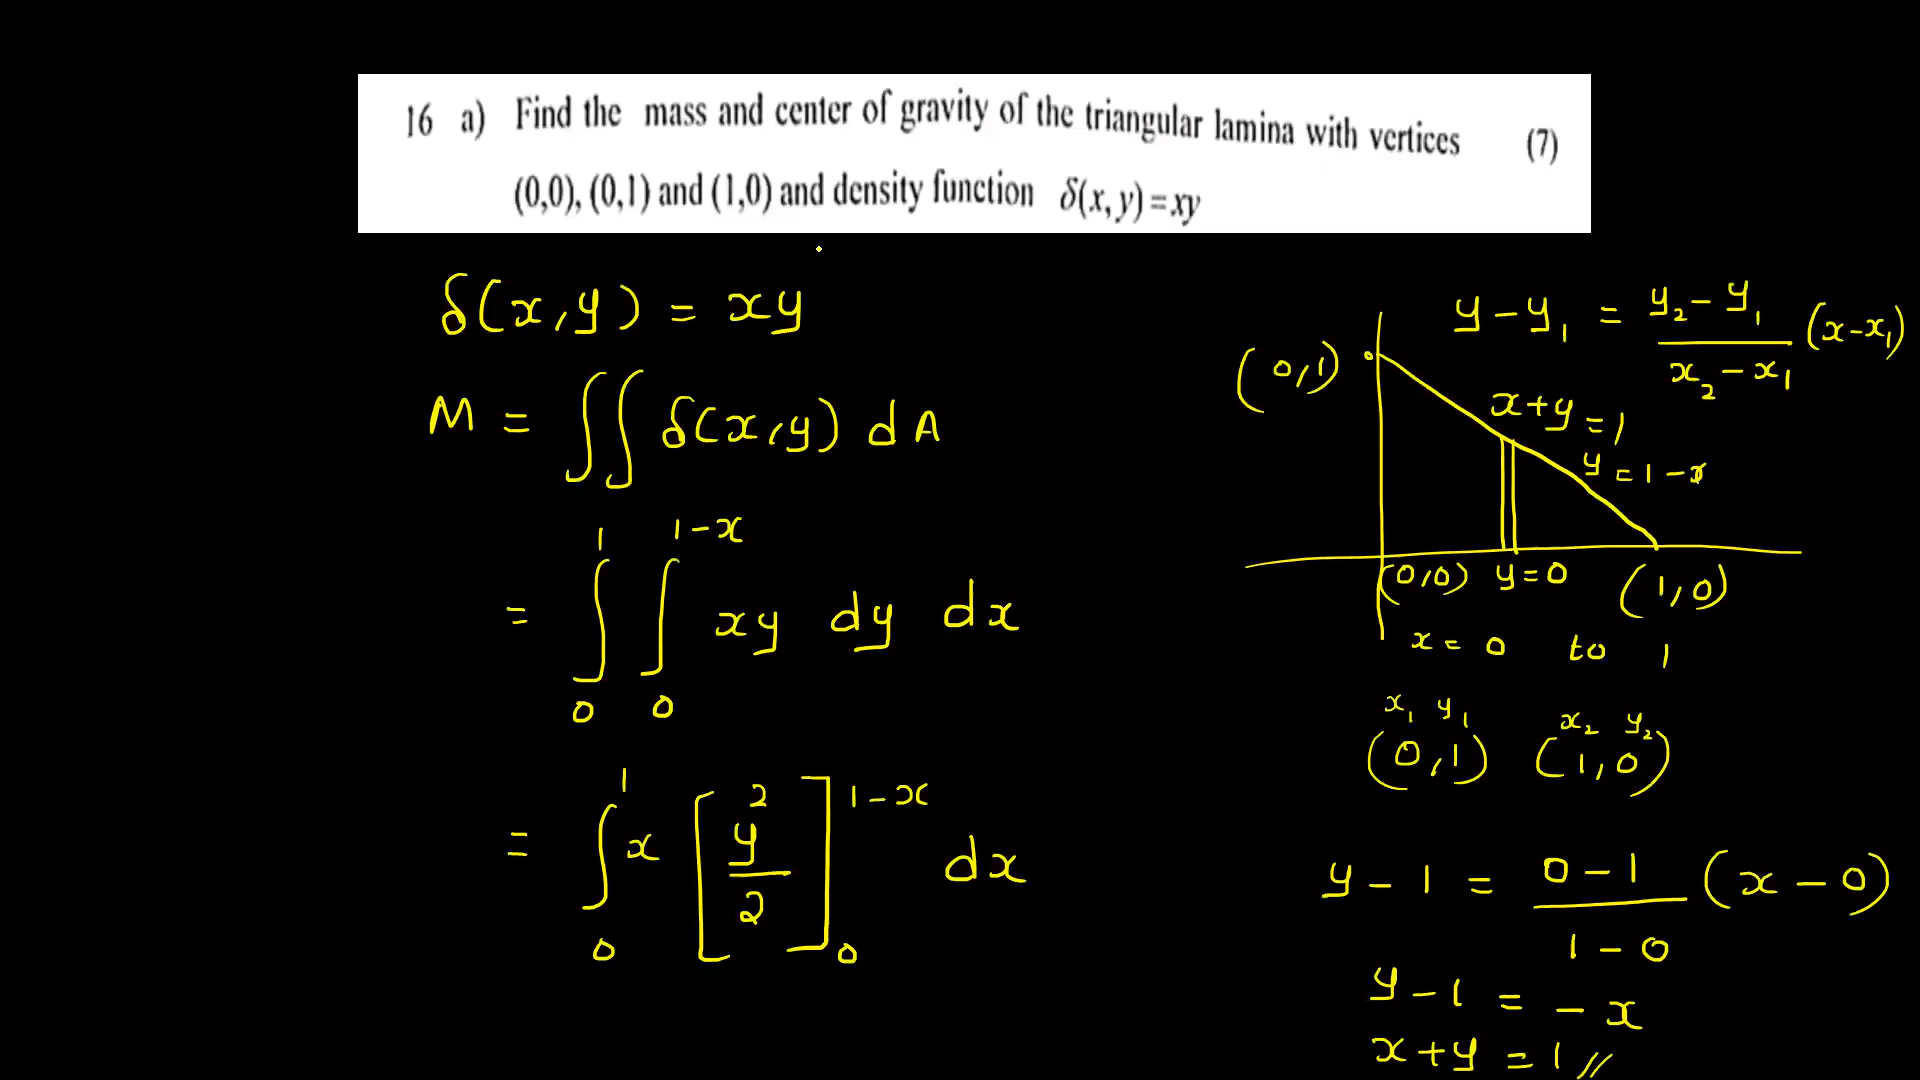 16 a) Find the mass and center of gravity of the triangular lamina with vertices (7)
(0,0), (0,1) and (1,0) and density function δ(x, y) = xy
δ(x,y) = xy
M = ∬ δ(x,y) dA
= ∫₀¹ ∫₀^{1-x} xy dy dx
= ∫₀¹ x [y²/2]₀^{1-x} dx
y - y₁ = (y₂ - y₁)/(x₂ - x₁) (x - x₁)
(0,1)
x+y = 1
y = 1 - x
(0,0) y=0 (1,0)
x = 0 to 1
x₁ y₁ x₂ y₂
(0,1) (1,0)
y - 1 = (0 - 1)/(1 - 0) (x - 0)
y - 1 = - x
x + y = 1 //